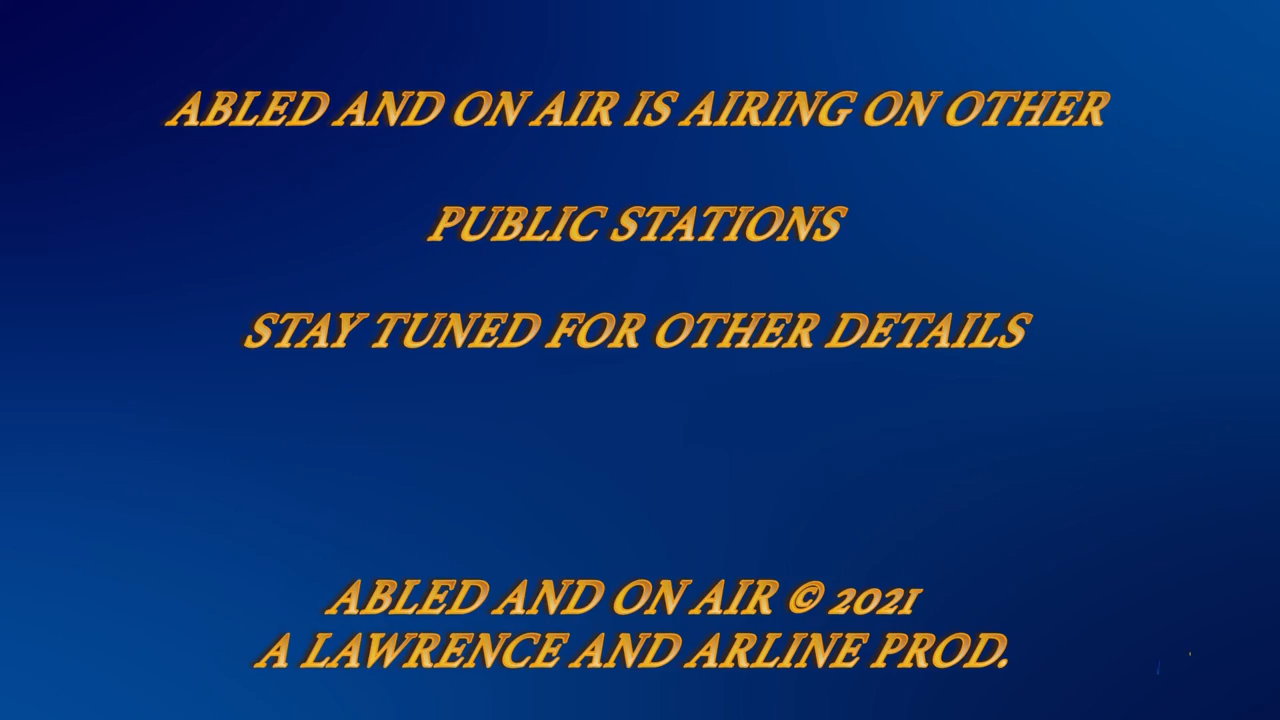 ABLED AND ON AIR IS AIRING ON OTHER
PUBLIC STATIONS
STAY TUNED FOR OTHER DETAILS
ABLED AND ON AIR © 2021
A LAWRENCE AND ARLINE PROD.